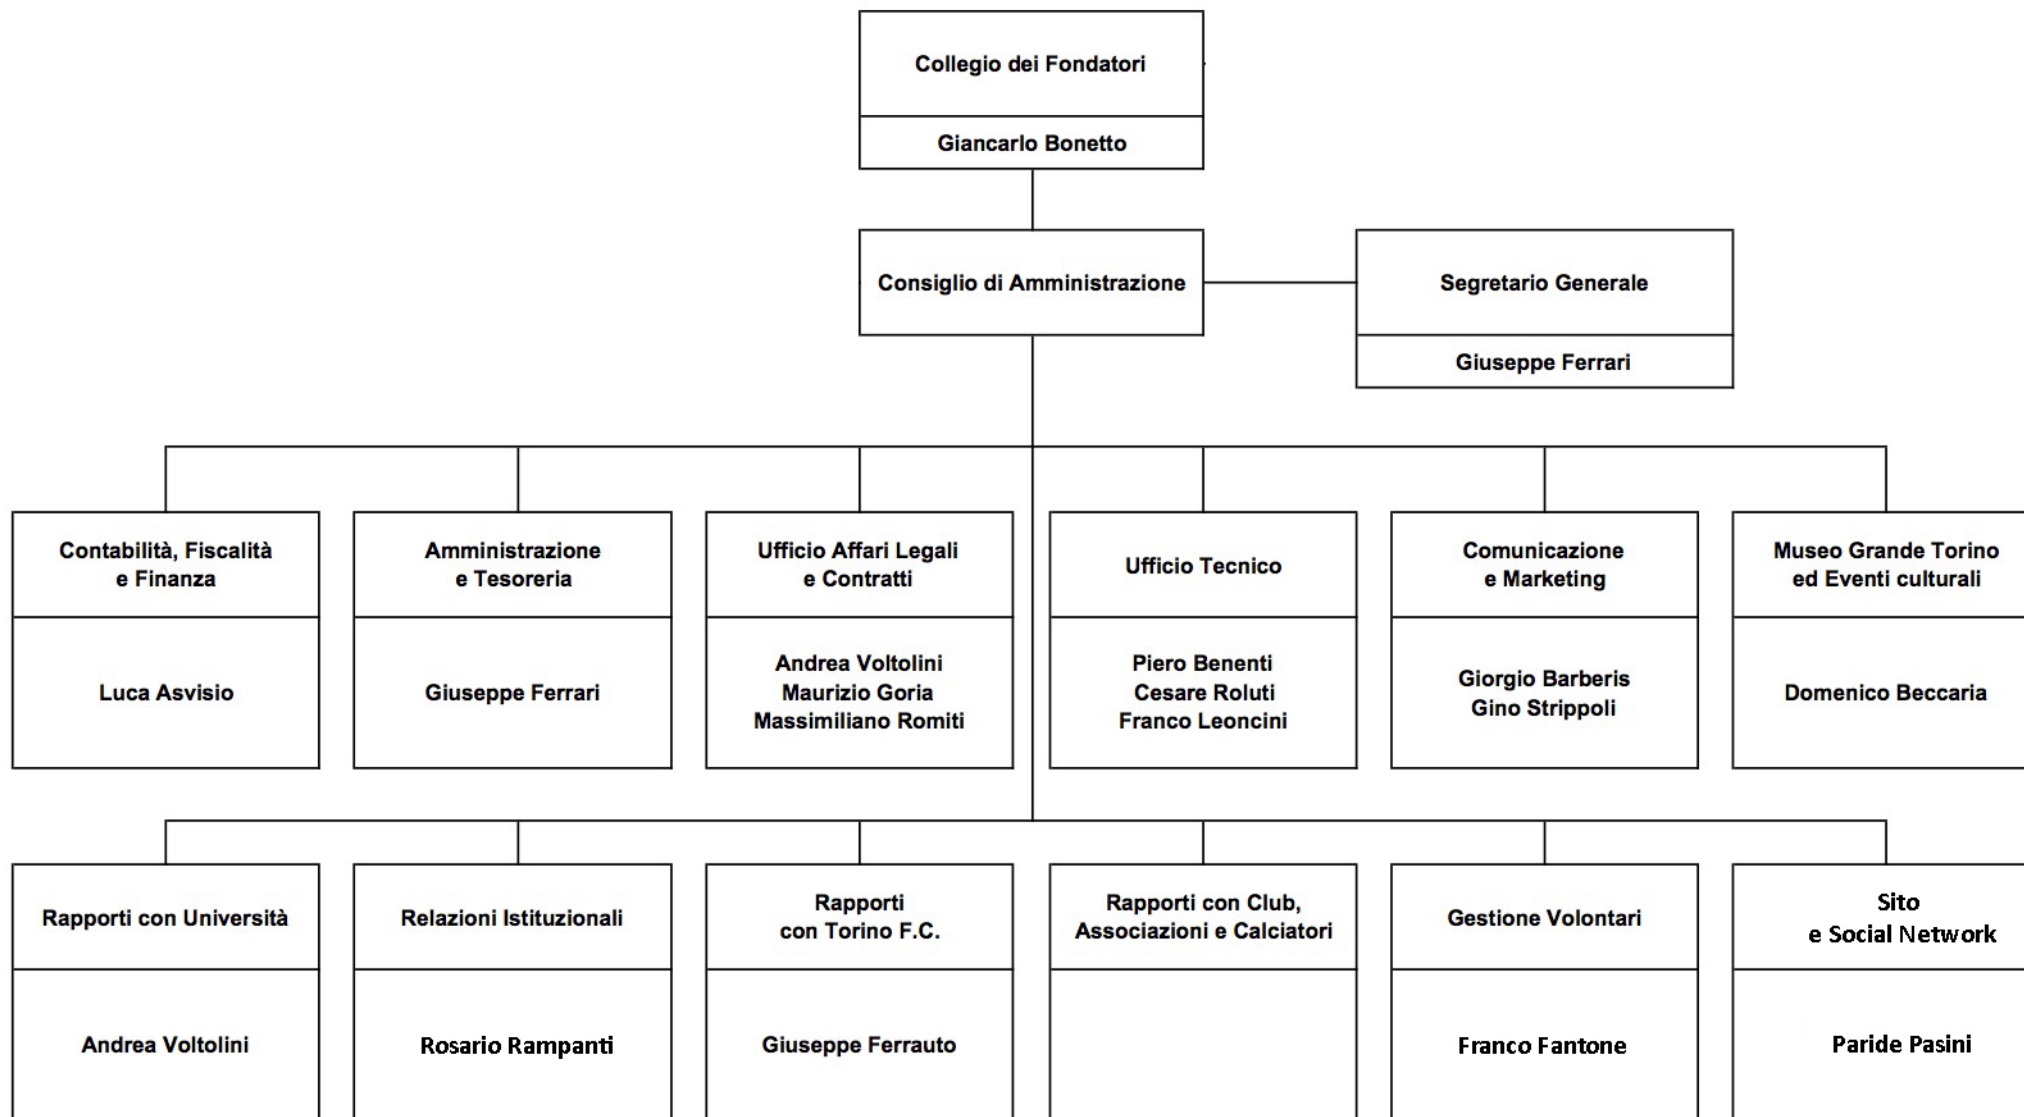 Collegio dei Fondatori
Giancarlo Bonetto
Consiglio di Amministrazione
Segretario Generale
Giuseppe Ferrari
Contabilità, Fiscalità
e Finanza
Luca Asvisio
Amministrazione
e Tesoreria
Giuseppe Ferrari
Ufficio Affari Legali
e Contratti
Andrea Voltolini
Maurizio Goria
Massimiliano Romiti
Ufficio Tecnico
Piero Benenti
Cesare Roluti
Franco Leoncini
Comunicazione
e Marketing
Giorgio Barberis
Gino Strippoli
Museo Grande Torino
ed Eventi culturali
Domenico Beccaria
Rapporti con Università
Andrea Voltolini
Relazioni Istituzionali
Rosario Rampanti
Rapporti
con Torino F.C.
Giuseppe Ferrauto
Rapporti con Club,
Associazioni e Calciatori
Gestione Volontari
Franco Fantone
Sito
e Social Network
Paride Pasini